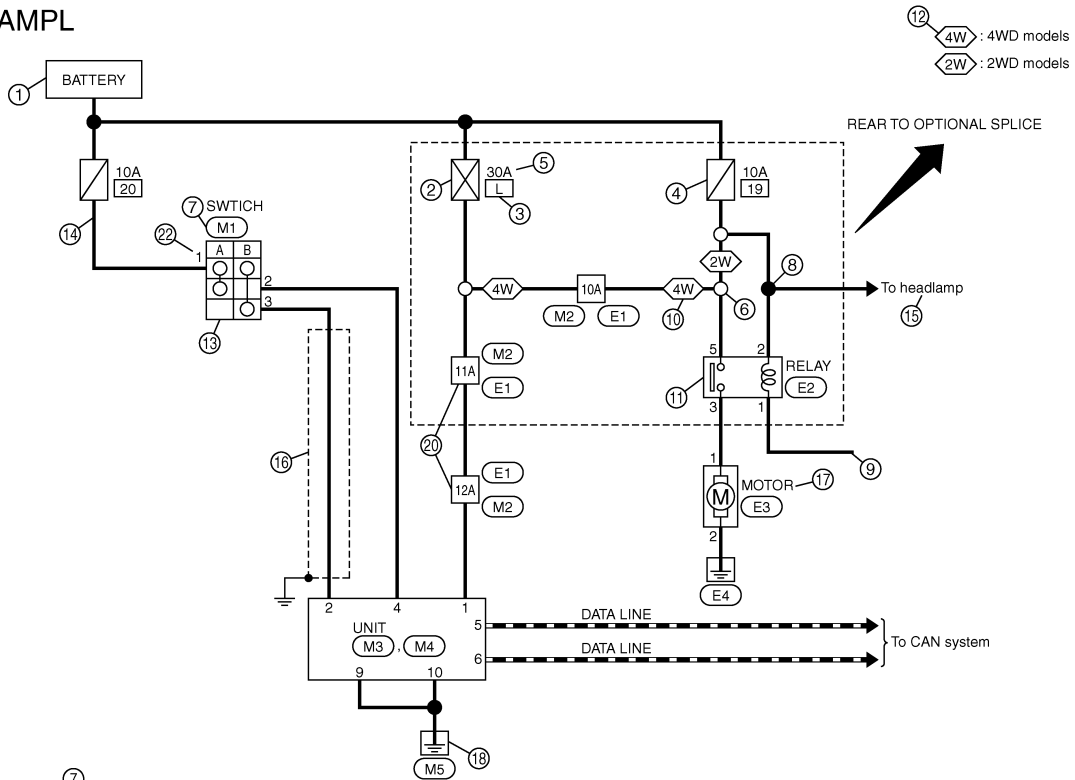 AMPL
12
4W : 4WD models
2W : 2WD models
1 BATTERY
REAR TO OPTIONAL SPLICE
10A
20
2
30A
5
L
3
4
10A
19
14
7 SWTICH
M1
22
1
A B
2
3
13
2W
8
4W
10A
4W
To headlamp
M2 E1
10
6
15
M2
11A
E1
5
2
RELAY
E2
11
3
1
20
16
E1
12A
M2
9
1
MOTOR
17
M
E3
2
E4
2
4
1
UNIT
M3 , M4
5
DATA LINE
6
DATA LINE
To CAN system
9
10
18
M5
7